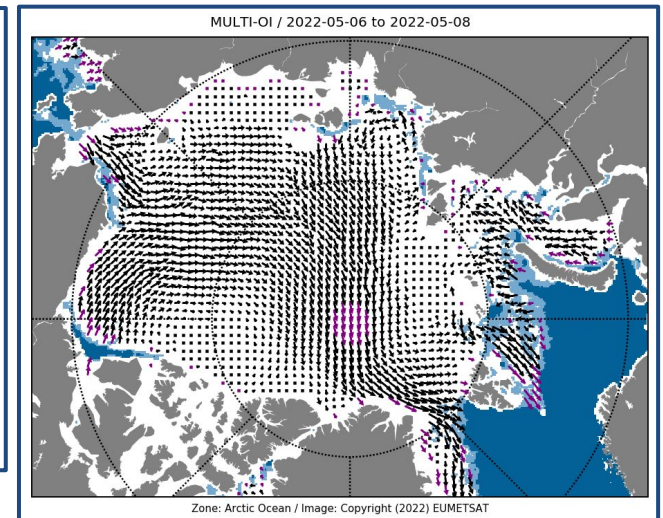 MULTI-OI / 2022-05-06 to 2022-05-08
Zone: Arctic Ocean / Image: Copyright (2022) EUMETSAT